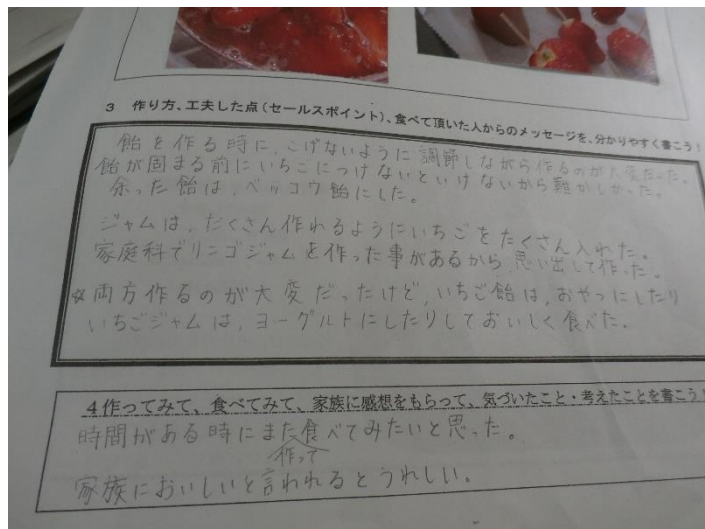 3 作り方、工夫した点(セールスポイント)、食べて頂いた人からのメッセージを、分かりやすく書こう!
飴を作る時に、こげないように調節しながら作るのが大変だった。
飴が固まる前にいちごにつけないといけないから難しかった。
余った飴は、ベッコウ飴にした。
ジャムは、たくさん作れるようにいちごをたくさん入れた。
家庭科でリンゴジャムを作った事があるから、思い出して作った。
☆両方作るのが大変だったけど、いちご飴は、おやつにしたり
いちごジャムは、ヨーグルトにしたりしておいしく食べた。
4作ってみて、食べてみて、家族に感想をもらって、気づいたこと・考えたことを書こう!
時間がある時にまた食べてみたいと思った。
作って
家族においしいと言われるとうれしい。